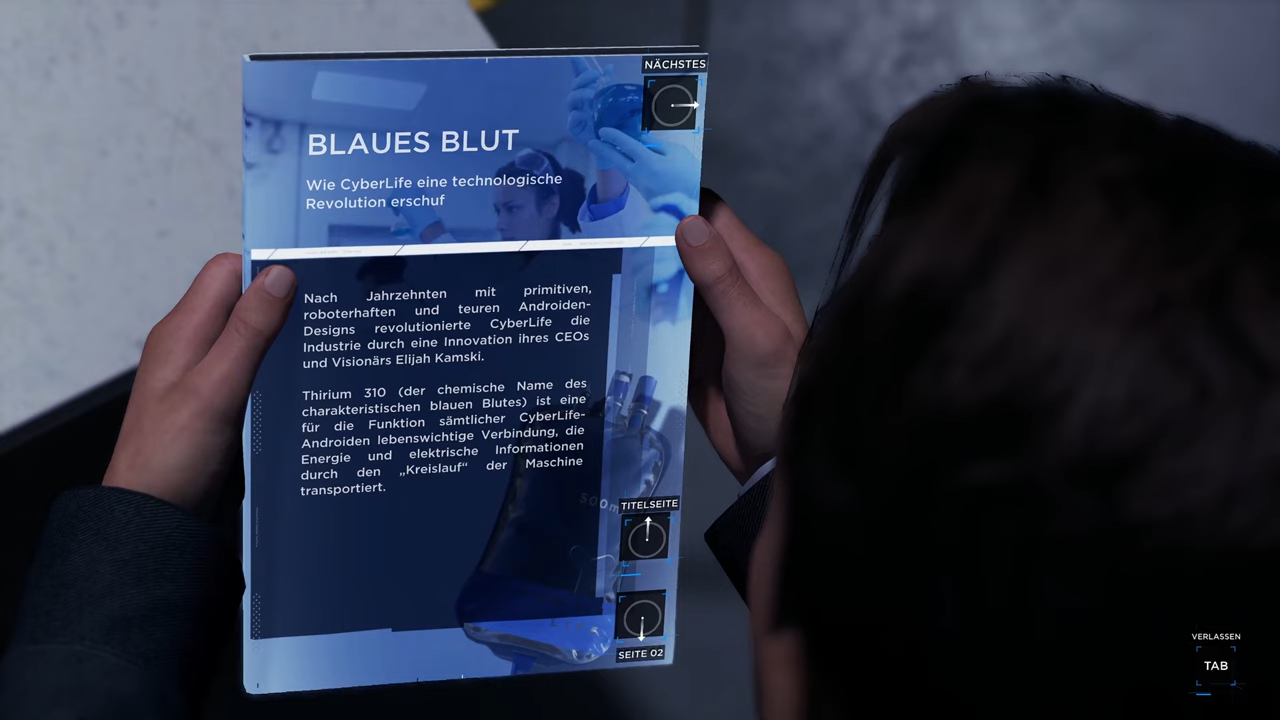 NÄCHSTES
BLAUES BLUT
Wie CyberLife eine technologische
Revolution erschuf
Nach Jahrzehnten mit primitiven,
roboterhaften und teuren Androiden-
Designs revolutionierte CyberLife die
Industrie durch eine Innovation ihres CEOs
und Visionärs Elijah Kamski.
Thirium 310 (der chemische Name des
charakteristischen blauen Blutes) ist eine
für die Funktion sämtlicher CyberLife-
Androiden lebenswichtige Verbindung, die
Energie und elektrische Informationen
durch den „Kreislauf“ der Maschine
transportiert.
TITELSEITE
SEITE 02
VERLASSEN
TAB